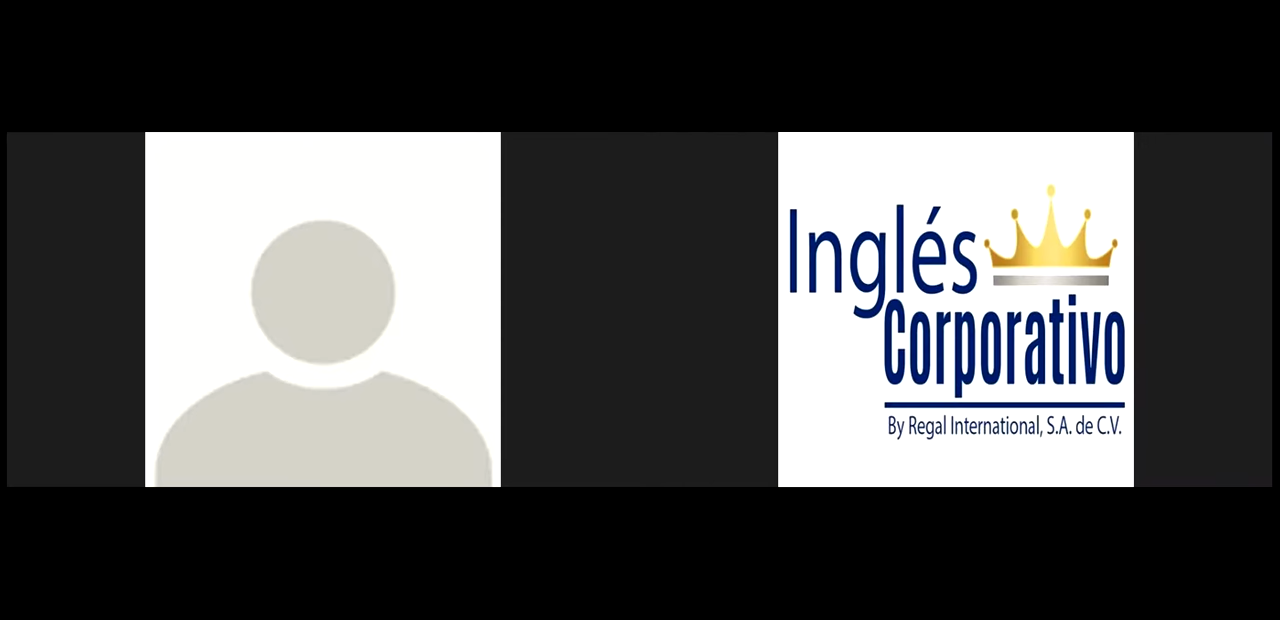 Inglés
Corporativo
By Regal International, S.A. de C.V.